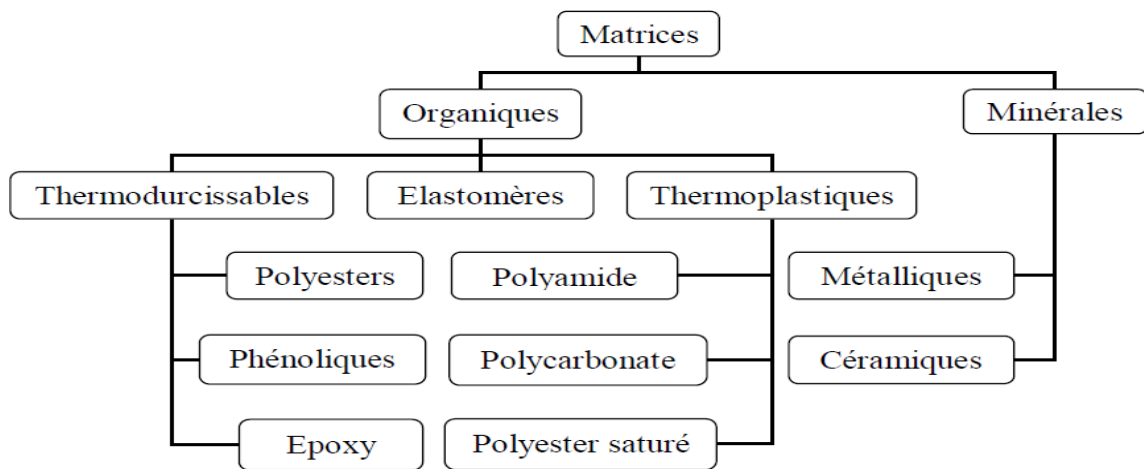 Matrices
Organiques
Minérales
Thermodurcissables
Elastomères
Thermoplastiques
Polyesters
Polyamide
Métalliques
Phénoliques
Polycarbonate
Céramiques
Epoxy
Polyester saturé